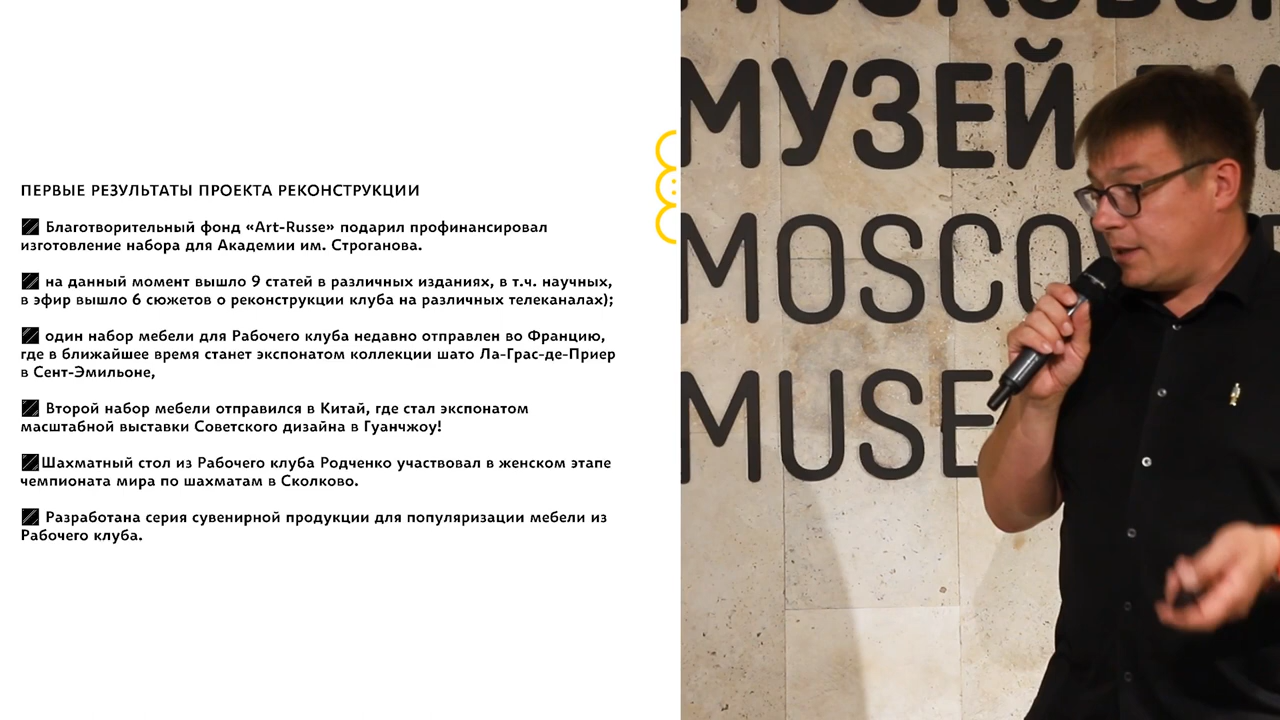 ПЕРВЫЕ РЕЗУЛЬТАТЫ ПРОЕКТА РЕКОНСТРУКЦИИ
Благотворительный фонд «Art-Russe» подарил профинансировал
изготовление набора для Академии им. Строганова.
на данный момент вышло 9 статей в различных изданиях, в т.ч. научных,
в эфир вышло 6 сюжетов о реконструкции клуба на различных телеканалах);
один набор мебели для Рабочего клуба недавно отправлен во Францию,
где в ближайшее время станет экспонатом коллекции шато Ла-Грас-де-Приер
в Сент-Эмильоне,
Второй набор мебели отправился в Китай, где стал экспонатом
масштабной выставки Советского дизайна в Гуанчжоу!
Шахматный стол из Рабочего клуба Родченко участвовал в женском этапе
чемпионата мира по шахматам в Сколково.
Разработана серия сувенирной продукции для популяризации мебели из
Рабочего клуба.
МУЗЕЙ
MOSCO
MUSE